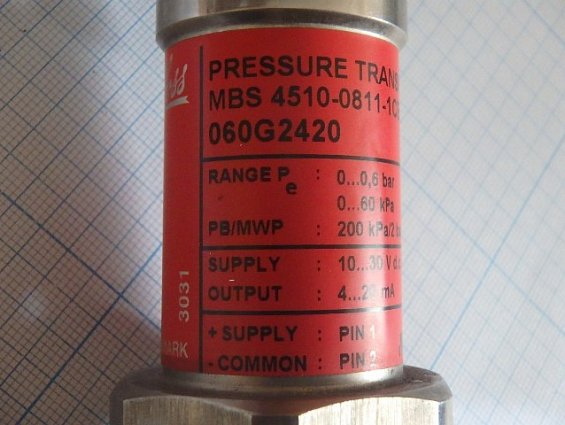 PRESSURE TRANS
MBS 4510-0811-1C
060G2420
RANGE Pe : 0...0,6 bar
0...60 kPa
PB/MWP : 200 kPa/2 ba
SUPPLY : 10...30 V d.c
OUTPUT : 4...20 mA
+ SUPPLY : PIN 1
- COMMON : PIN 2
3031
ARK